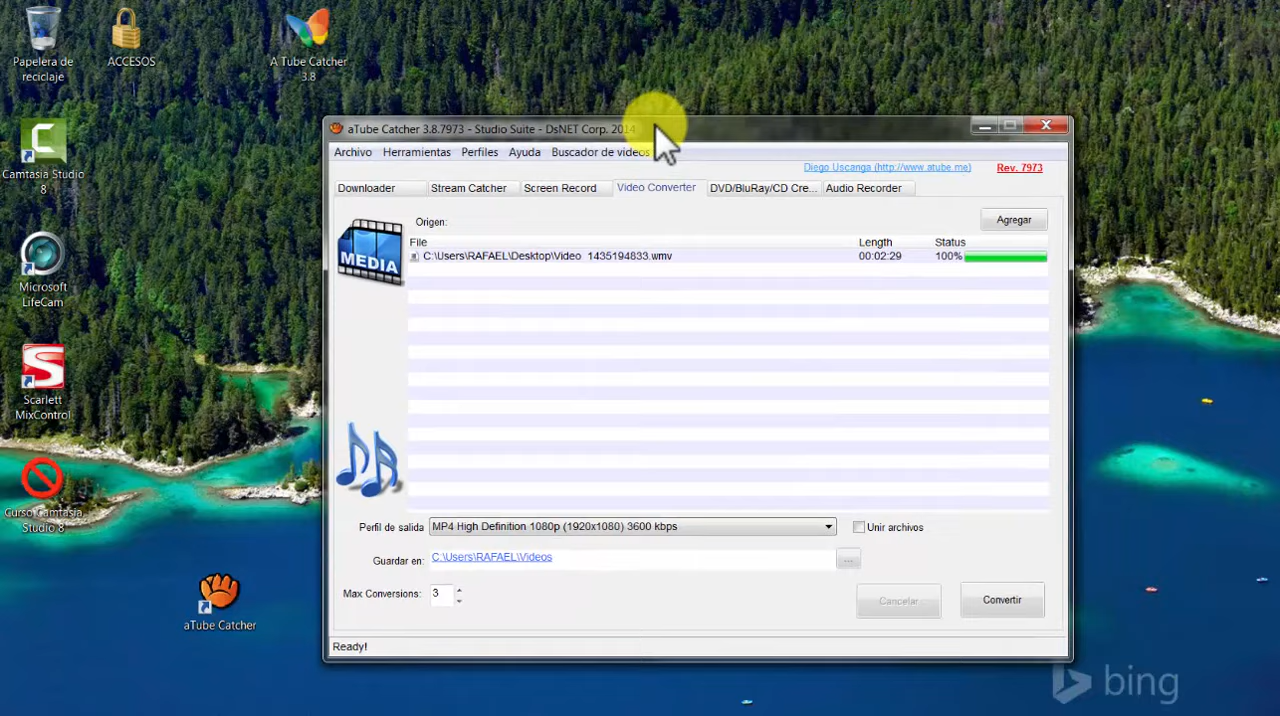 Papelera de
reciclaje
ACCESOS
A Tube Catcher
3.8
Camtasia Studio
8
Microsoft
LifeCam
Scarlett
MixControl
Curso Camtasia
Studio 8
aTube Catcher
aTube Catcher 3.8.7973 - Studio Suite - DsNET Corp. 2014
Archivo Herramientas Perfiles Ayuda Buscador de videos
Diego Uscanga (http://www.atube.me) Rev. 7973
Downloader Stream Catcher Screen Record Video Converter DVD/BluRay/CD Cre... Audio Recorder
MEDIA
Origen: Agregar
File Length Status
C:\Users\RAFAEL\Desktop\Video 1435194833.wmv 00:02:29 100%
Perfil de salida MP4 High Definition 1080p (1920x1080) 3600 kbps Unir archivos
Guardar en: C:\Users\RAFAEL\Videos ...
Max Conversions: 3 Cancelar Convertir
Ready!
bing